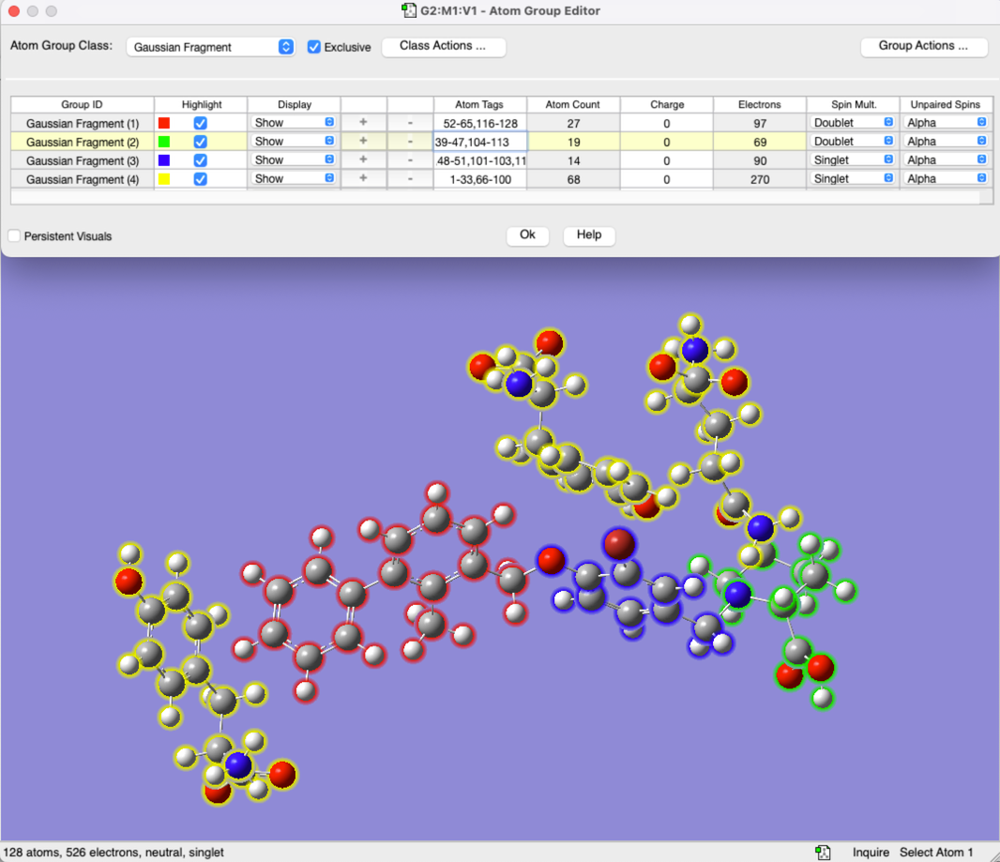 G2:M1:V1 - Atom Group Editor
Atom Group Class: Gaussian Fragment Exclusive Class Actions ... Group Actions ...
Group ID Highlight Display Atom Tags Atom Count Charge Electrons Spin Mult. Unpaired Spins
Gaussian Fragment (1) Show + - 52-65,116-128 27 0 97 Doublet Alpha
Gaussian Fragment (2) Show + - 39-47,104-113 19 0 69 Doublet Alpha
Gaussian Fragment (3) Show + - .48-51,101-103,11 14 0 90 Singlet Alpha
Gaussian Fragment (4) Show + - 1-33,66-100 68 0 270 Singlet Alpha
Persistent Visuals Ok Help
128 atoms, 526 electrons, neutral, singlet Inquire Select Atom 1